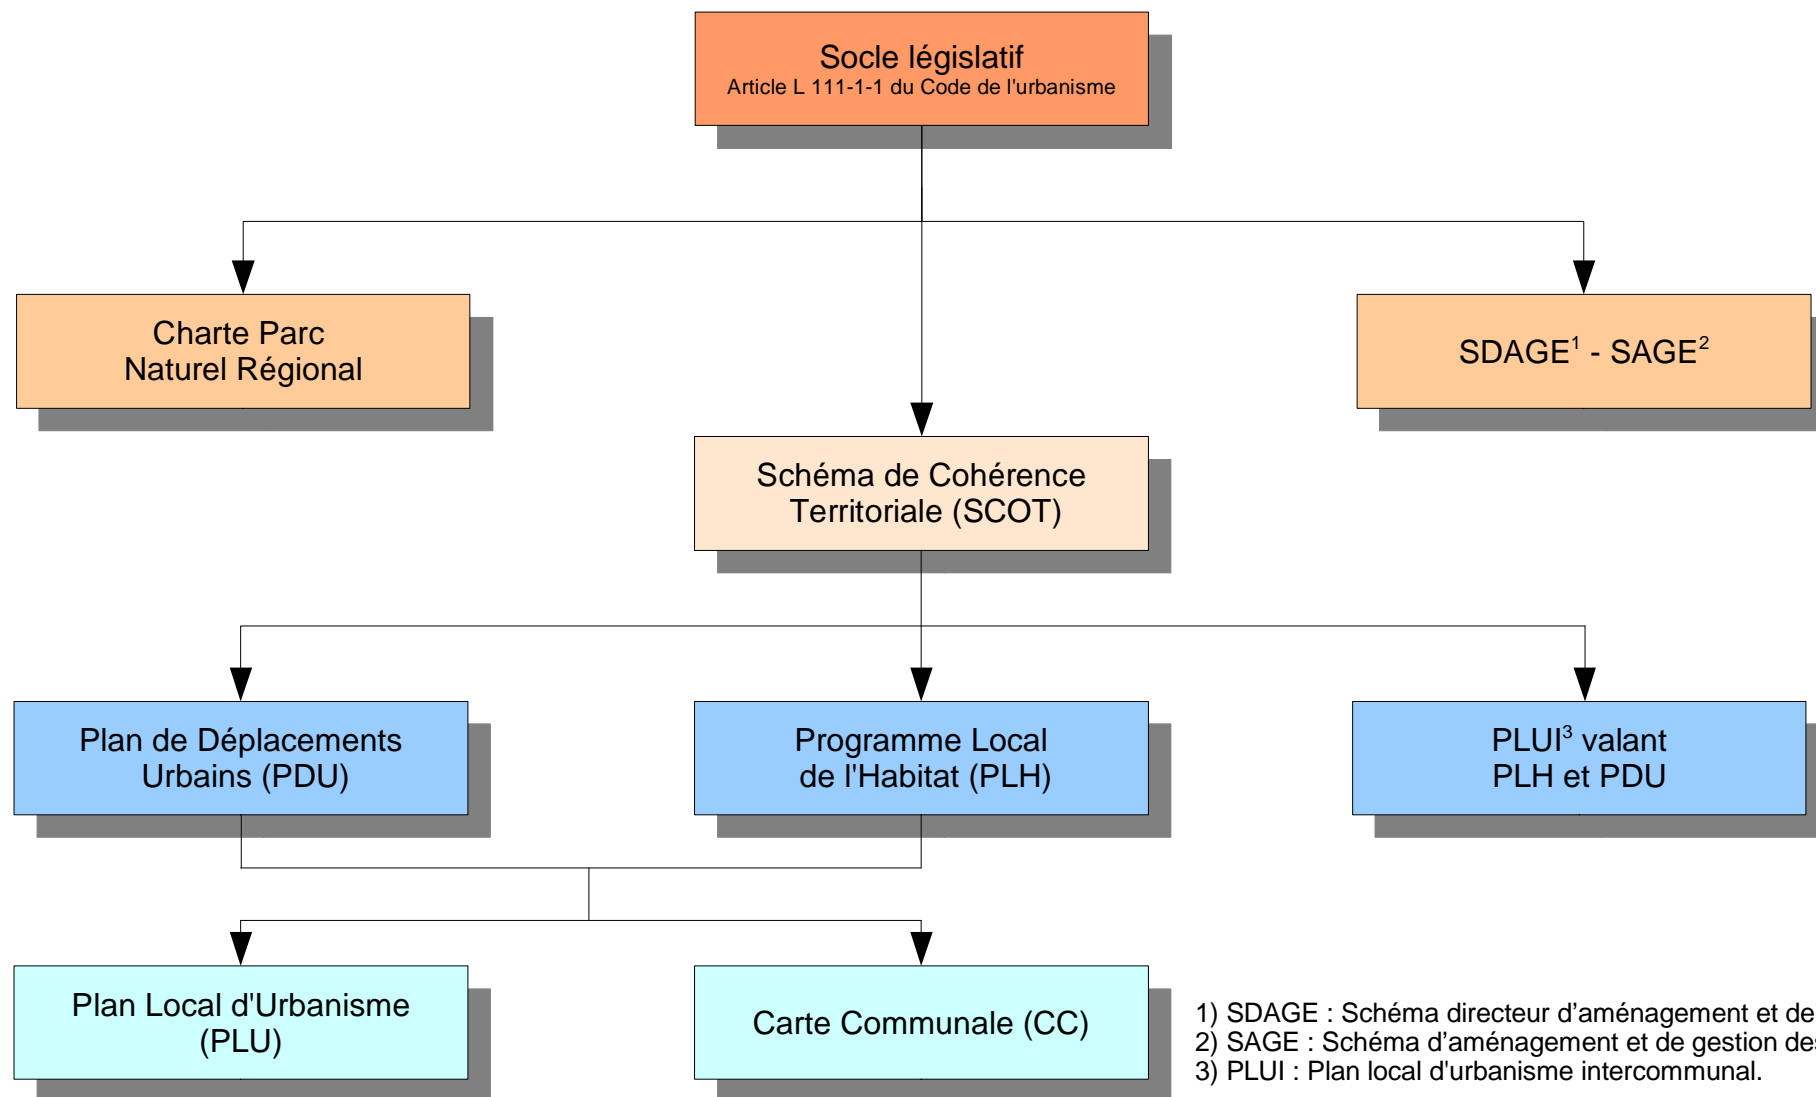 Socle législatif
Article L 111-1-1 du Code de l'urbanisme
Charte Parc
Naturel Régional
SDAGE¹ - SAGE²
Schéma de Cohérence
Territoriale (SCOT)
Plan de Déplacements
Urbains (PDU)
Programme Local
de l'Habitat (PLH)
PLUI³ valant
PLH et PDU
Plan Local d'Urbanisme
(PLU)
Carte Communale (CC)
1) SDAGE : Schéma directeur d’aménagement et de
2) SAGE : Schéma d’aménagement et de gestion des
3) PLUI : Plan local d'urbanisme intercommunal.